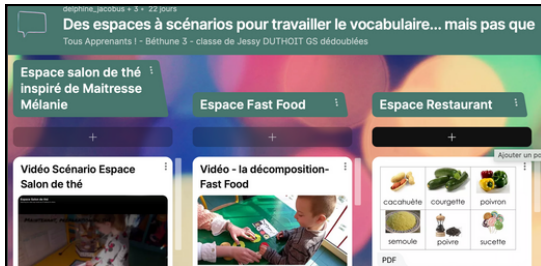 delphine_jacobus • 3 • 22 jours
Des espaces à scénarios pour travailler le vocabulaire... mais pas que
Tous Apprenants ! - Béthune 3 - classe de Jessy DUTHOIT GS dédoublées
Espace salon de thé
inspiré de Maitresse
Mélanie
Espace Fast Food
Espace Restaurant
+
+
+
Ajouter un po
Vidéo Scénario Espace
Salon de thé
Vidéo - la décomposition-
Fast Food
cacahuète courgette poivron
semoule poivre sucette
PDF